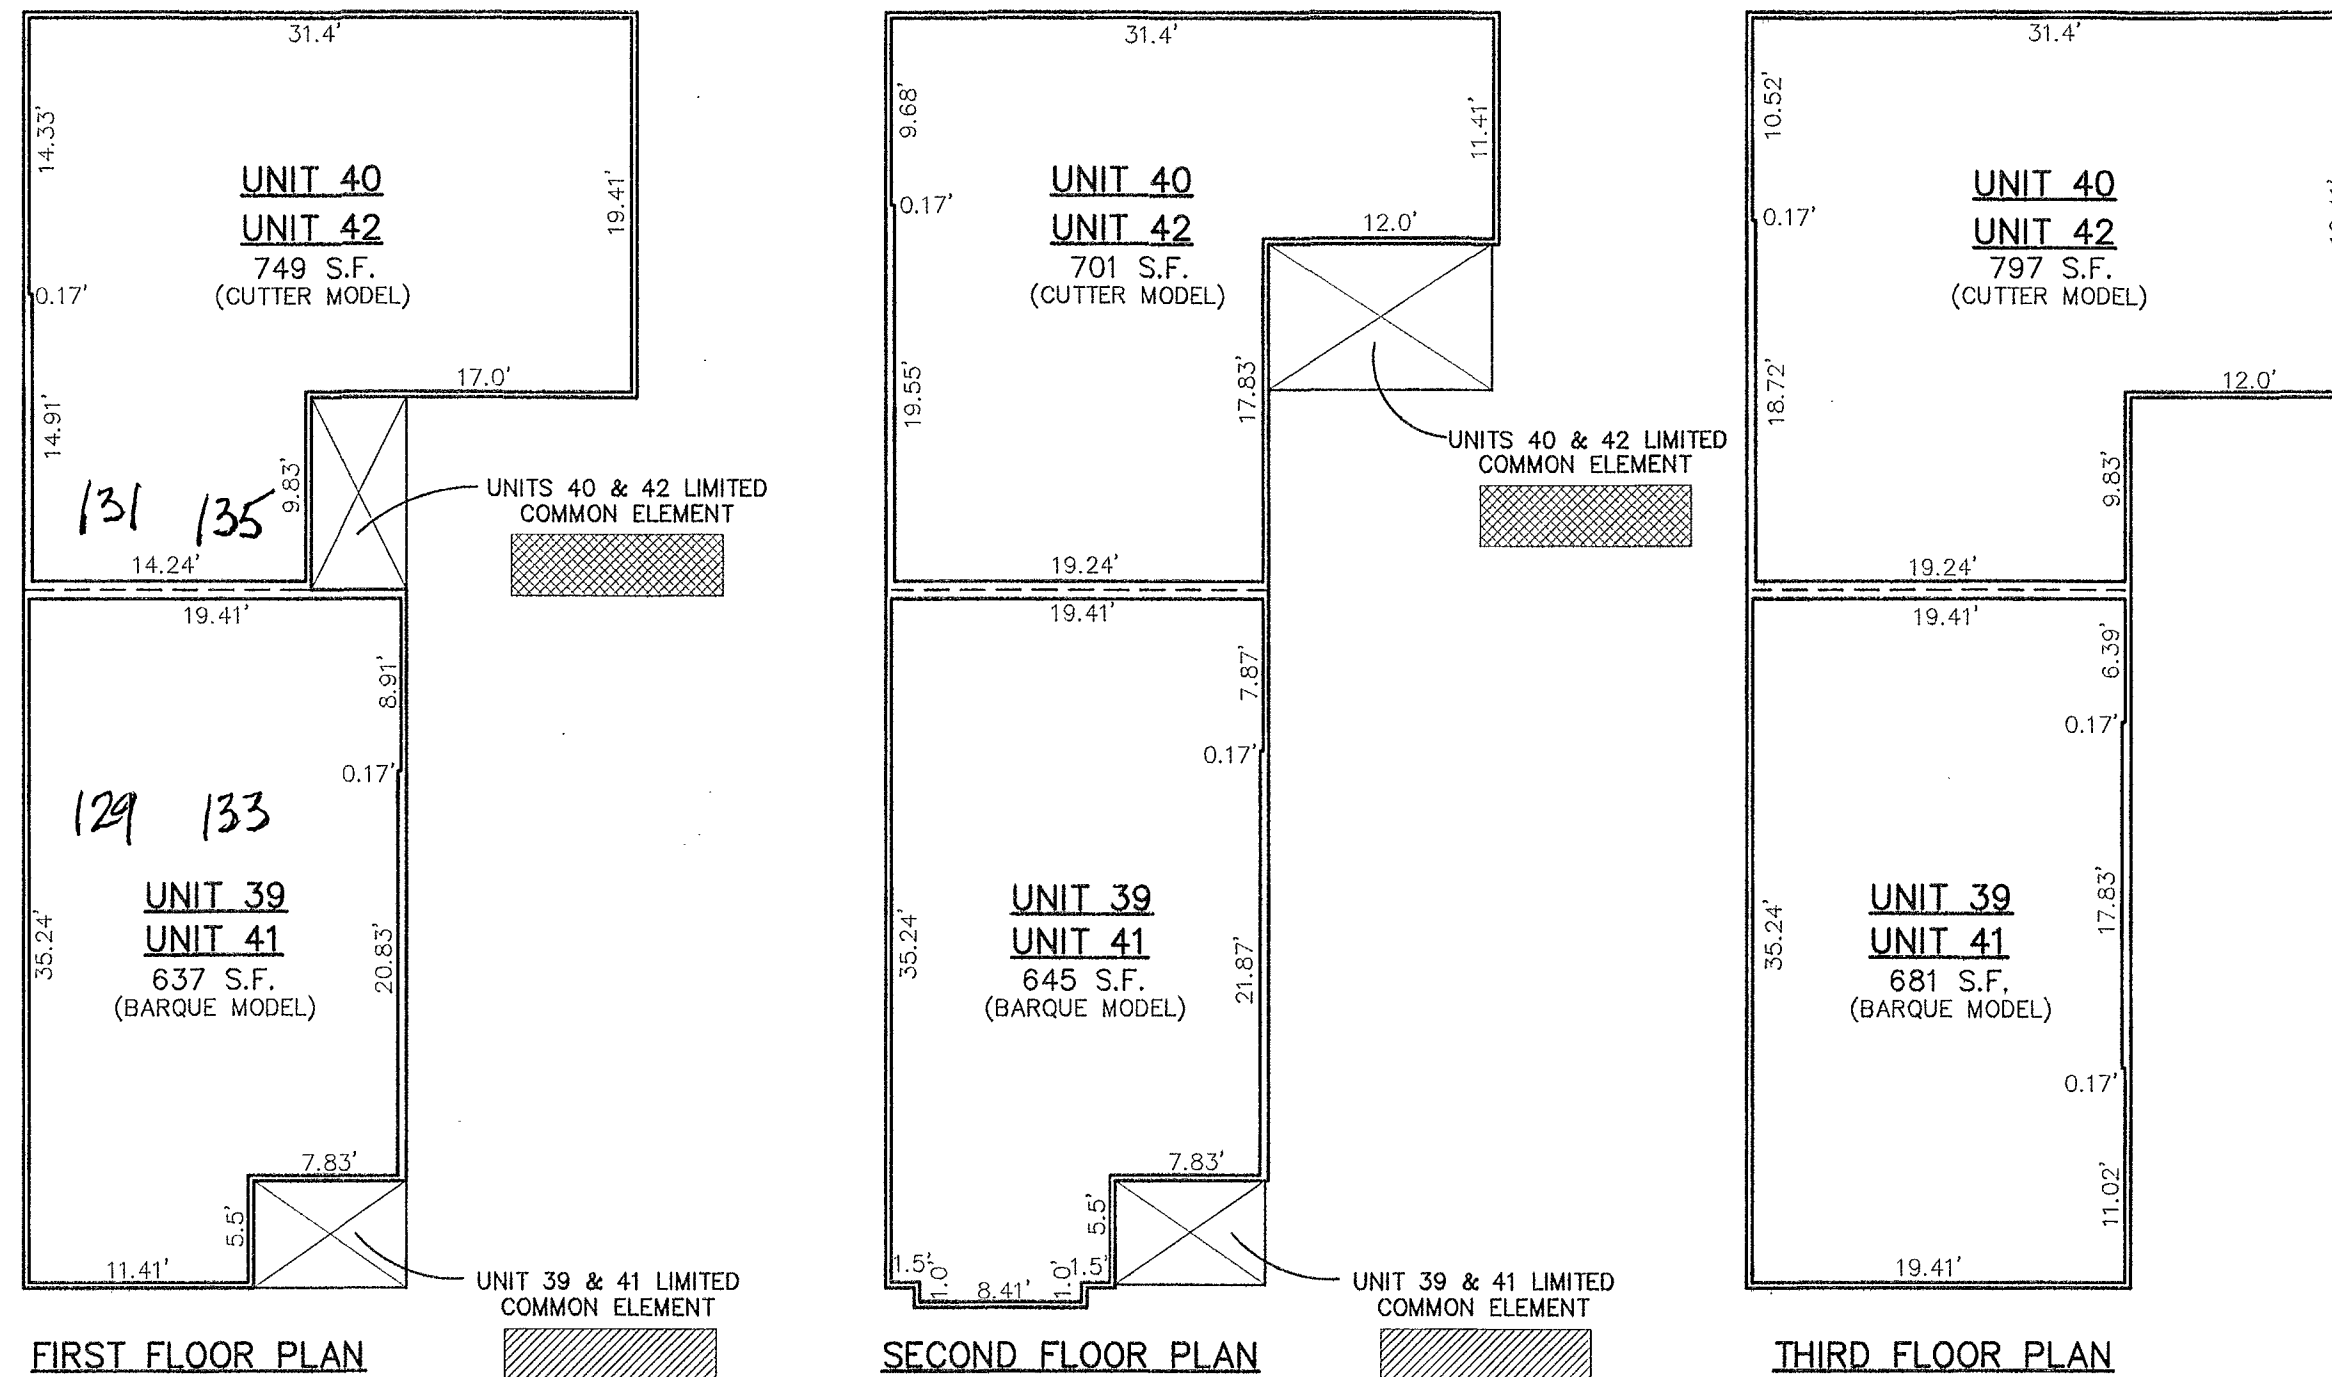 31.4'
14.33'
UNIT 40
UNIT 42
749 S.F.
(CUTTER MODEL)
19.41'
0.17'
17.0'
14.91'
131 135
9.83'
14.24'
UNITS 40 & 42 LIMITED
COMMON ELEMENT
19.41'
8.91'
0.17'
129 133
UNIT 39
UNIT 41
637 S.F.
(BARQUE MODEL)
35.24'
20.83'
7.83'
5.5'
11.41'
UNIT 39 & 41 LIMITED
COMMON ELEMENT
FIRST FLOOR PLAN
31.4'
9.68'
11.41'
UNIT 40
UNIT 42
701 S.F.
(CUTTER MODEL)
0.17'
12.0'
19.55'
17.83'
UNITS 40 & 42 LIMITED
COMMON ELEMENT
19.24'
19.41'
7.87'
0.17'
UNIT 39
UNIT 41
645 S.F.
(BARQUE MODEL)
35.24'
21.87'
7.83'
5.5'
1.5'
1.0'
8.41'
1.0'
1.5'
UNIT 39 & 41 LIMITED
COMMON ELEMENT
SECOND FLOOR PLAN
31.4'
10.52'
UNIT 40
UNIT 42
797 S.F.
(CUTTER MODEL)
0.17'
12.0'
18.72'
9.83'
19.24'
19.41'
6.39'
0.17'
UNIT 39
UNIT 41
681 S.F.
(BARQUE MODEL)
35.24'
17.83'
0.17'
11.02'
19.41'
THIRD FLOOR PLAN